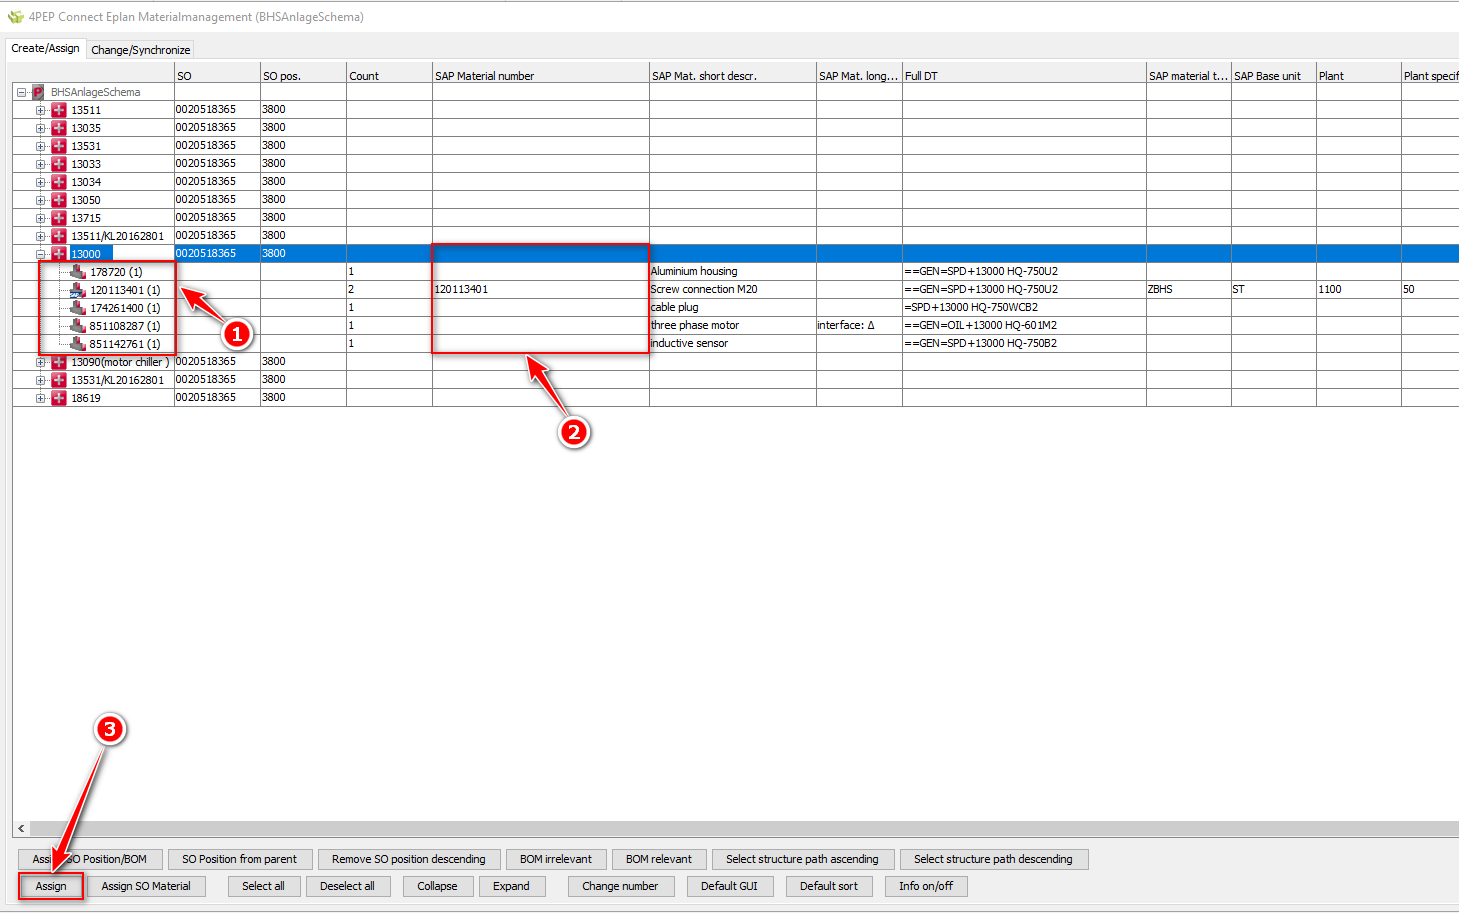 4PEP Connect Eplan Materialmanagement (BHSAnlageSchema)
Create/Assign Change/Synchronize
SO SO pos. Count SAP Material number SAP Mat. short descr. SAP Mat. long... Full DT SAP material t... SAP Base unit Plant Plant specif
BHSAnlageSchema
13511 0020518365 3800
13035 0020518365 3800
13531 0020518365 3800
13033 0020518365 3800
13034 0020518365 3800
13050 0020518365 3800
13715 0020518365 3800
13511/KL20162801 0020518365 3800
13000 0020518365 3800
178720 (1) 1 Aluminium housing ==GEN=SPD+13000 HQ-750U2
120113401 (1) 2 120113401 Screw connection M20 ==GEN=SPD+13000 HQ-750U2 ZBHS ST 1100 50
174261400 (1) 1 cable plug =SPD+13000 HQ-750WCB2
851108287 (1) 1 three phase motor interface: Δ ==GEN=OIL+13000 HQ-601M2
851142761 (1) 1 inductive sensor ==GEN=SPD+13000 HQ-750B2
13090(motor chiller ) 0020518365 3800
13531/KL20162801 0020518365 3800
18619 0020518365 3800
1
2
3
SO Position/BOM SO Position from parent Remove SO position descending BOM irrelevant BOM relevant Select structure path ascending Select structure path descending
Assign Assign SO Material Select all Deselect all Collapse Expand Change number Default GUI Default sort Info on/off